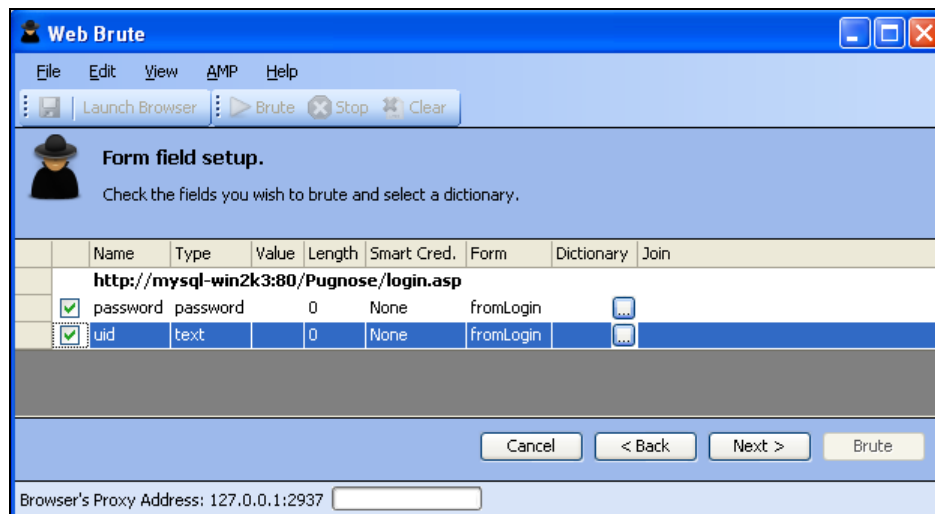 Web Brute
File Edit View AMP Help
Launch Browser Brute Stop Clear
Form field setup.
Check the fields you wish to brute and select a dictionary.
Name Type Value Length Smart Cred. Form Dictionary Join
http://mysql-win2k3:80/Pugnose/login.asp
password password 0 None fromLogin ...
uid text 0 None fromLogin ...
Cancel < Back Next > Brute
Browser's Proxy Address: 127.0.0.1:2937